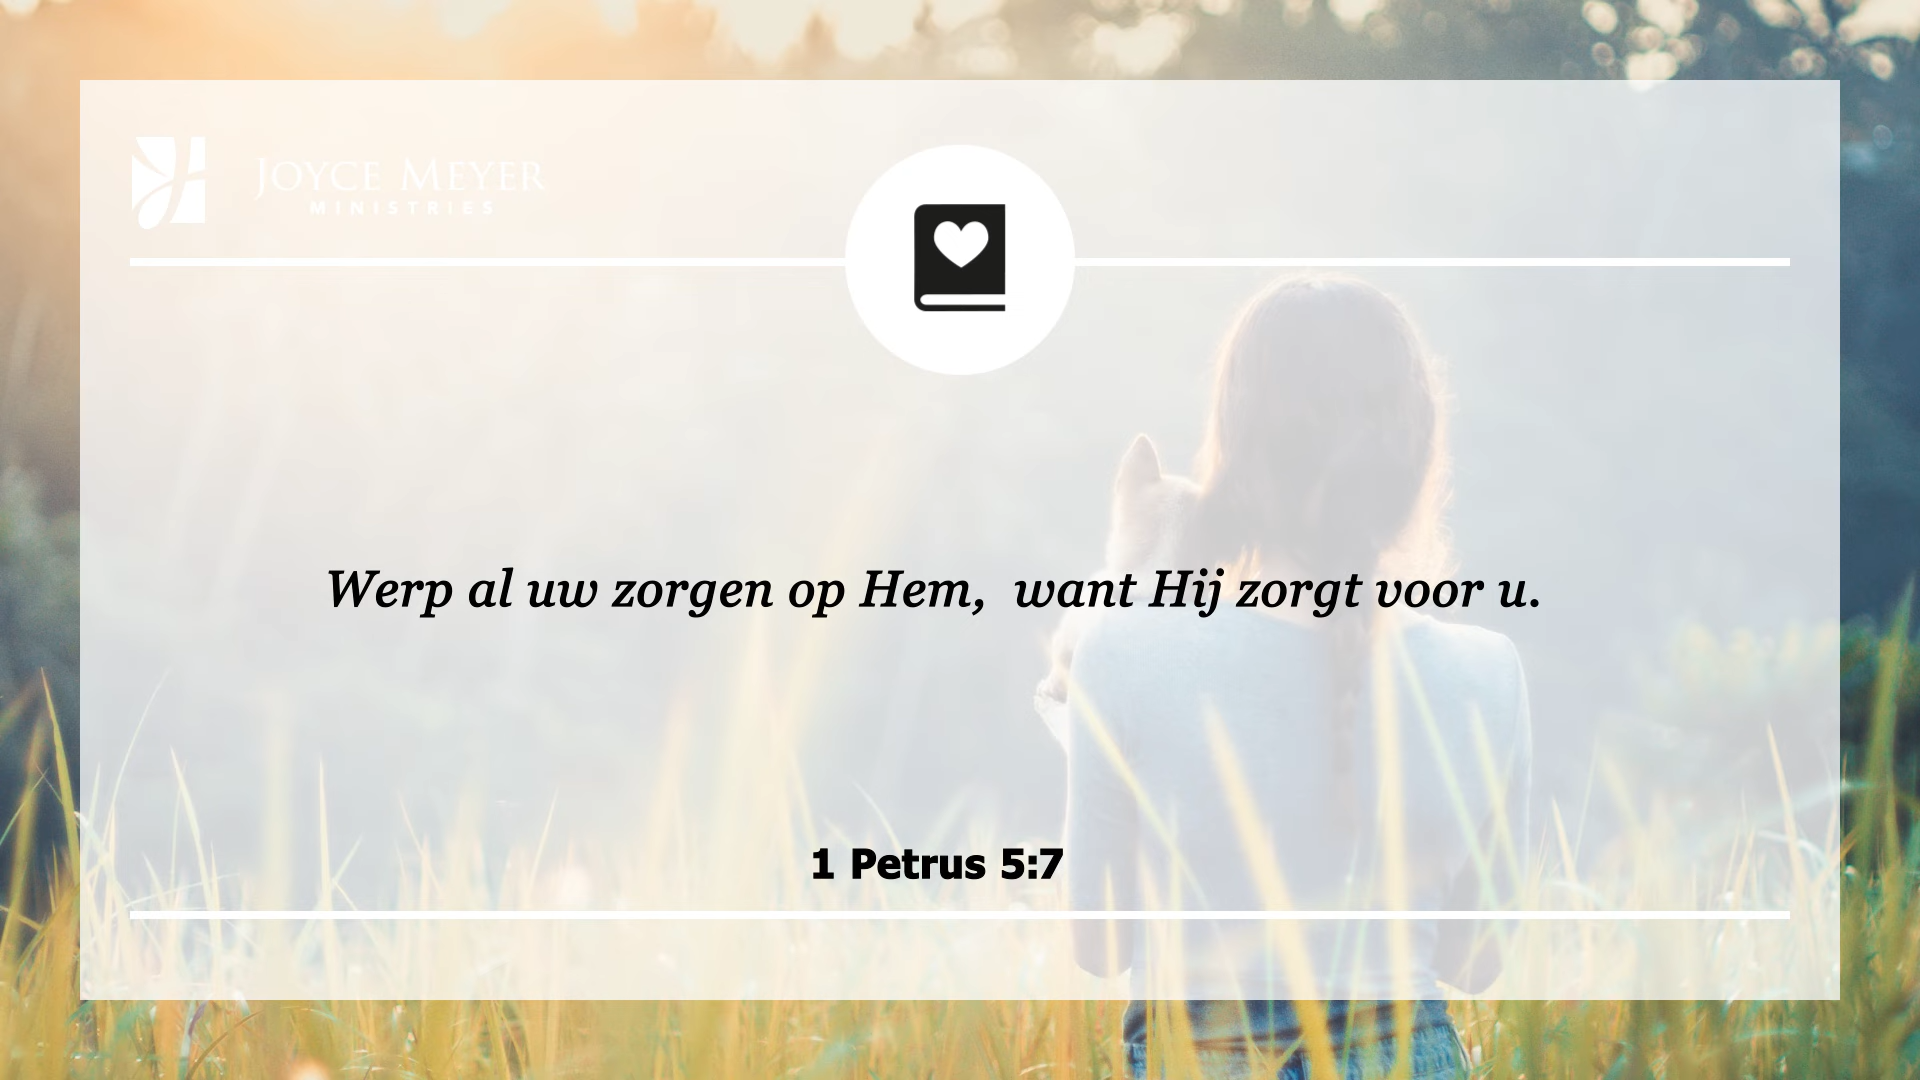 JOYCE MEYER
MINISTRIES
Werp al uw zorgen op Hem,  want Hij zorgt voor u.
1 Petrus 5:7